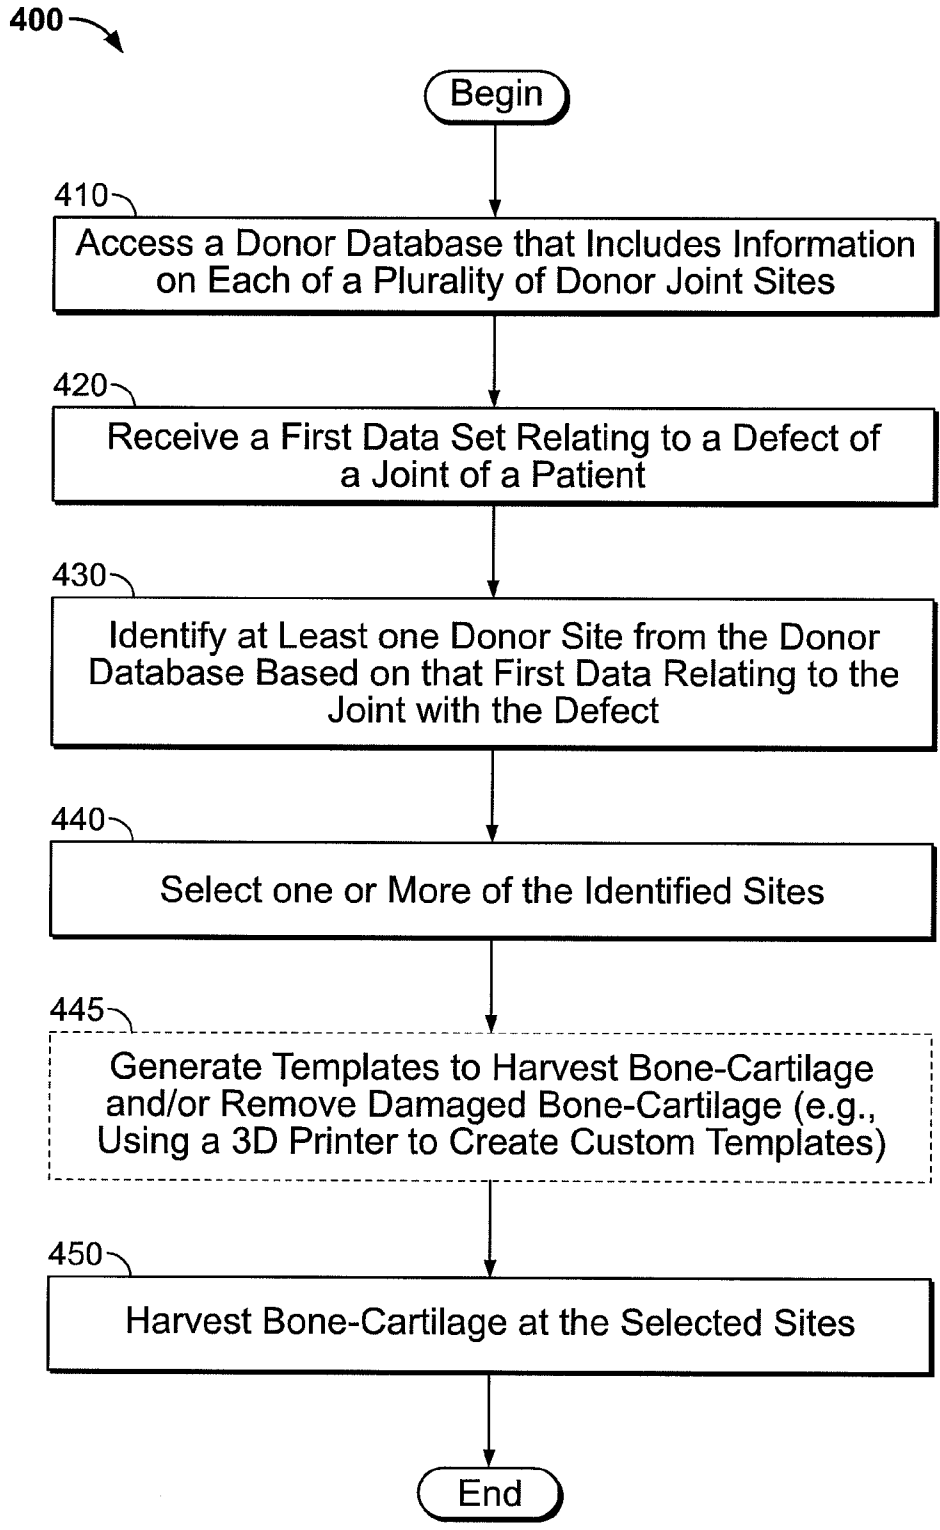 400
Begin
410
Access a Donor Database that Includes Information
on Each of a Plurality of Donor Joint Sites
420
Receive a First Data Set Relating to a Defect of
a Joint of a Patient
430
Identify at Least one Donor Site from the Donor
Database Based on that First Data Relating to the
Joint with the Defect
440
Select one or More of the Identified Sites
445
Generate Templates to Harvest Bone-Cartilage
and/or Remove Damaged Bone-Cartilage (e.g.,
Using a 3D Printer to Create Custom Templates)
450
Harvest Bone-Cartilage at the Selected Sites
End